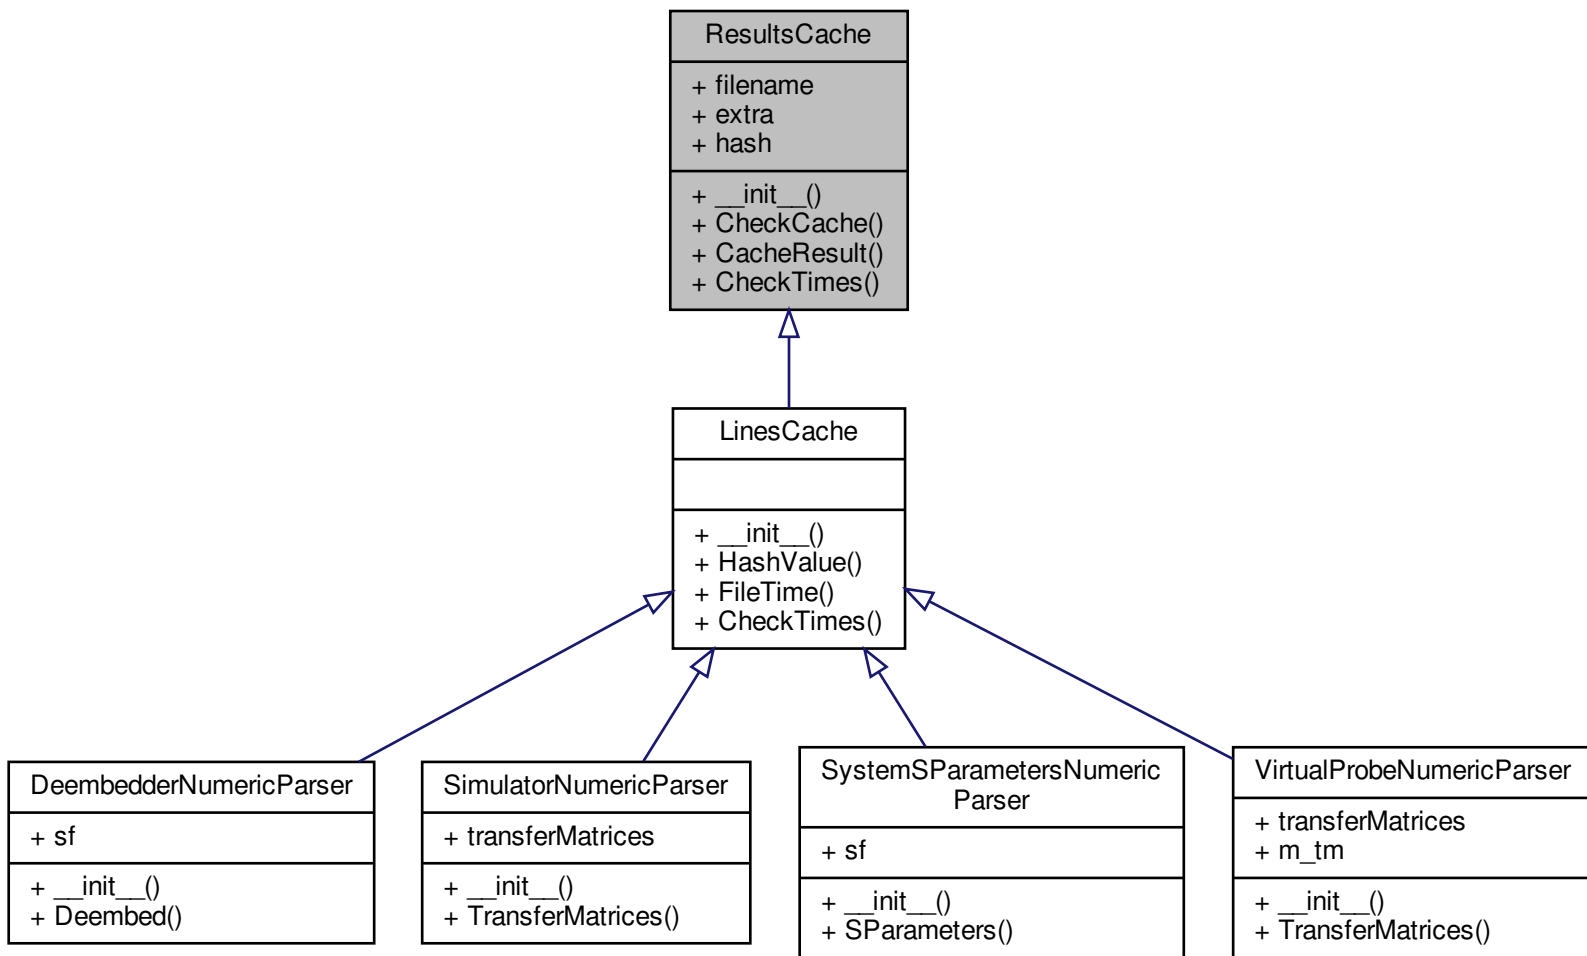 ResultsCache
+ filename
+ extra
+ hash
+ __init__()
+ CheckCache()
+ CacheResult()
+ CheckTimes()
LinesCache
+ __init__()
+ HashValue()
+ FileTime()
+ CheckTimes()
DeembedderNumericParser
+ sf
+ __init__()
+ Deembed()
SimulatorNumericParser
+ transferMatrices
+ __init__()
+ TransferMatrices()
SystemSParametersNumeric
Parser
+ sf
+ __init__()
+ SParameters()
VirtualProbeNumericParser
+ transferMatrices
+ m_tm
+ __init__()
+ TransferMatrices()